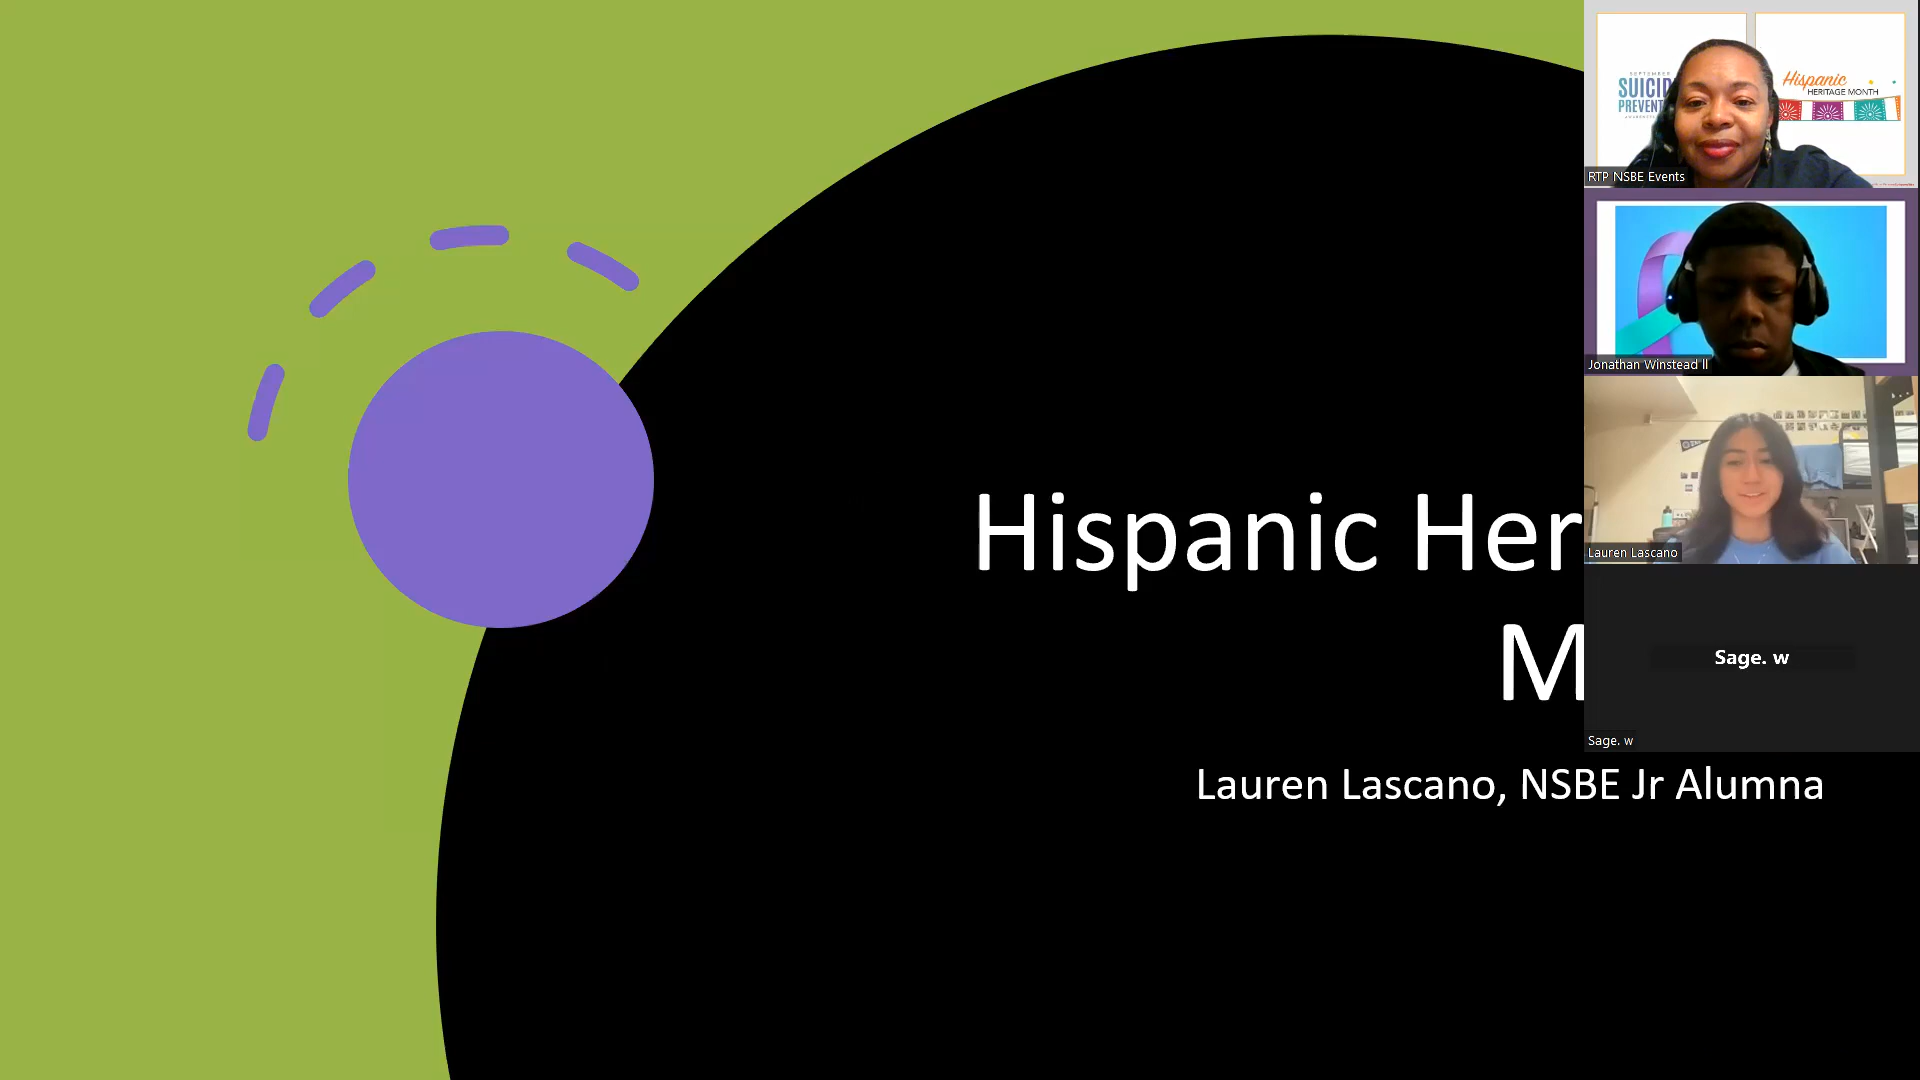 Hispanic Her
M
Lauren Lascano, NSBE Jr Alumna
SEPTEMBER
SUICID
PREVENT
Hispanic
HERITAGE MONTH
RTP NSBE Events
Jonathan Winstead II
Lauren Lascano
Sage. w
Sage. w